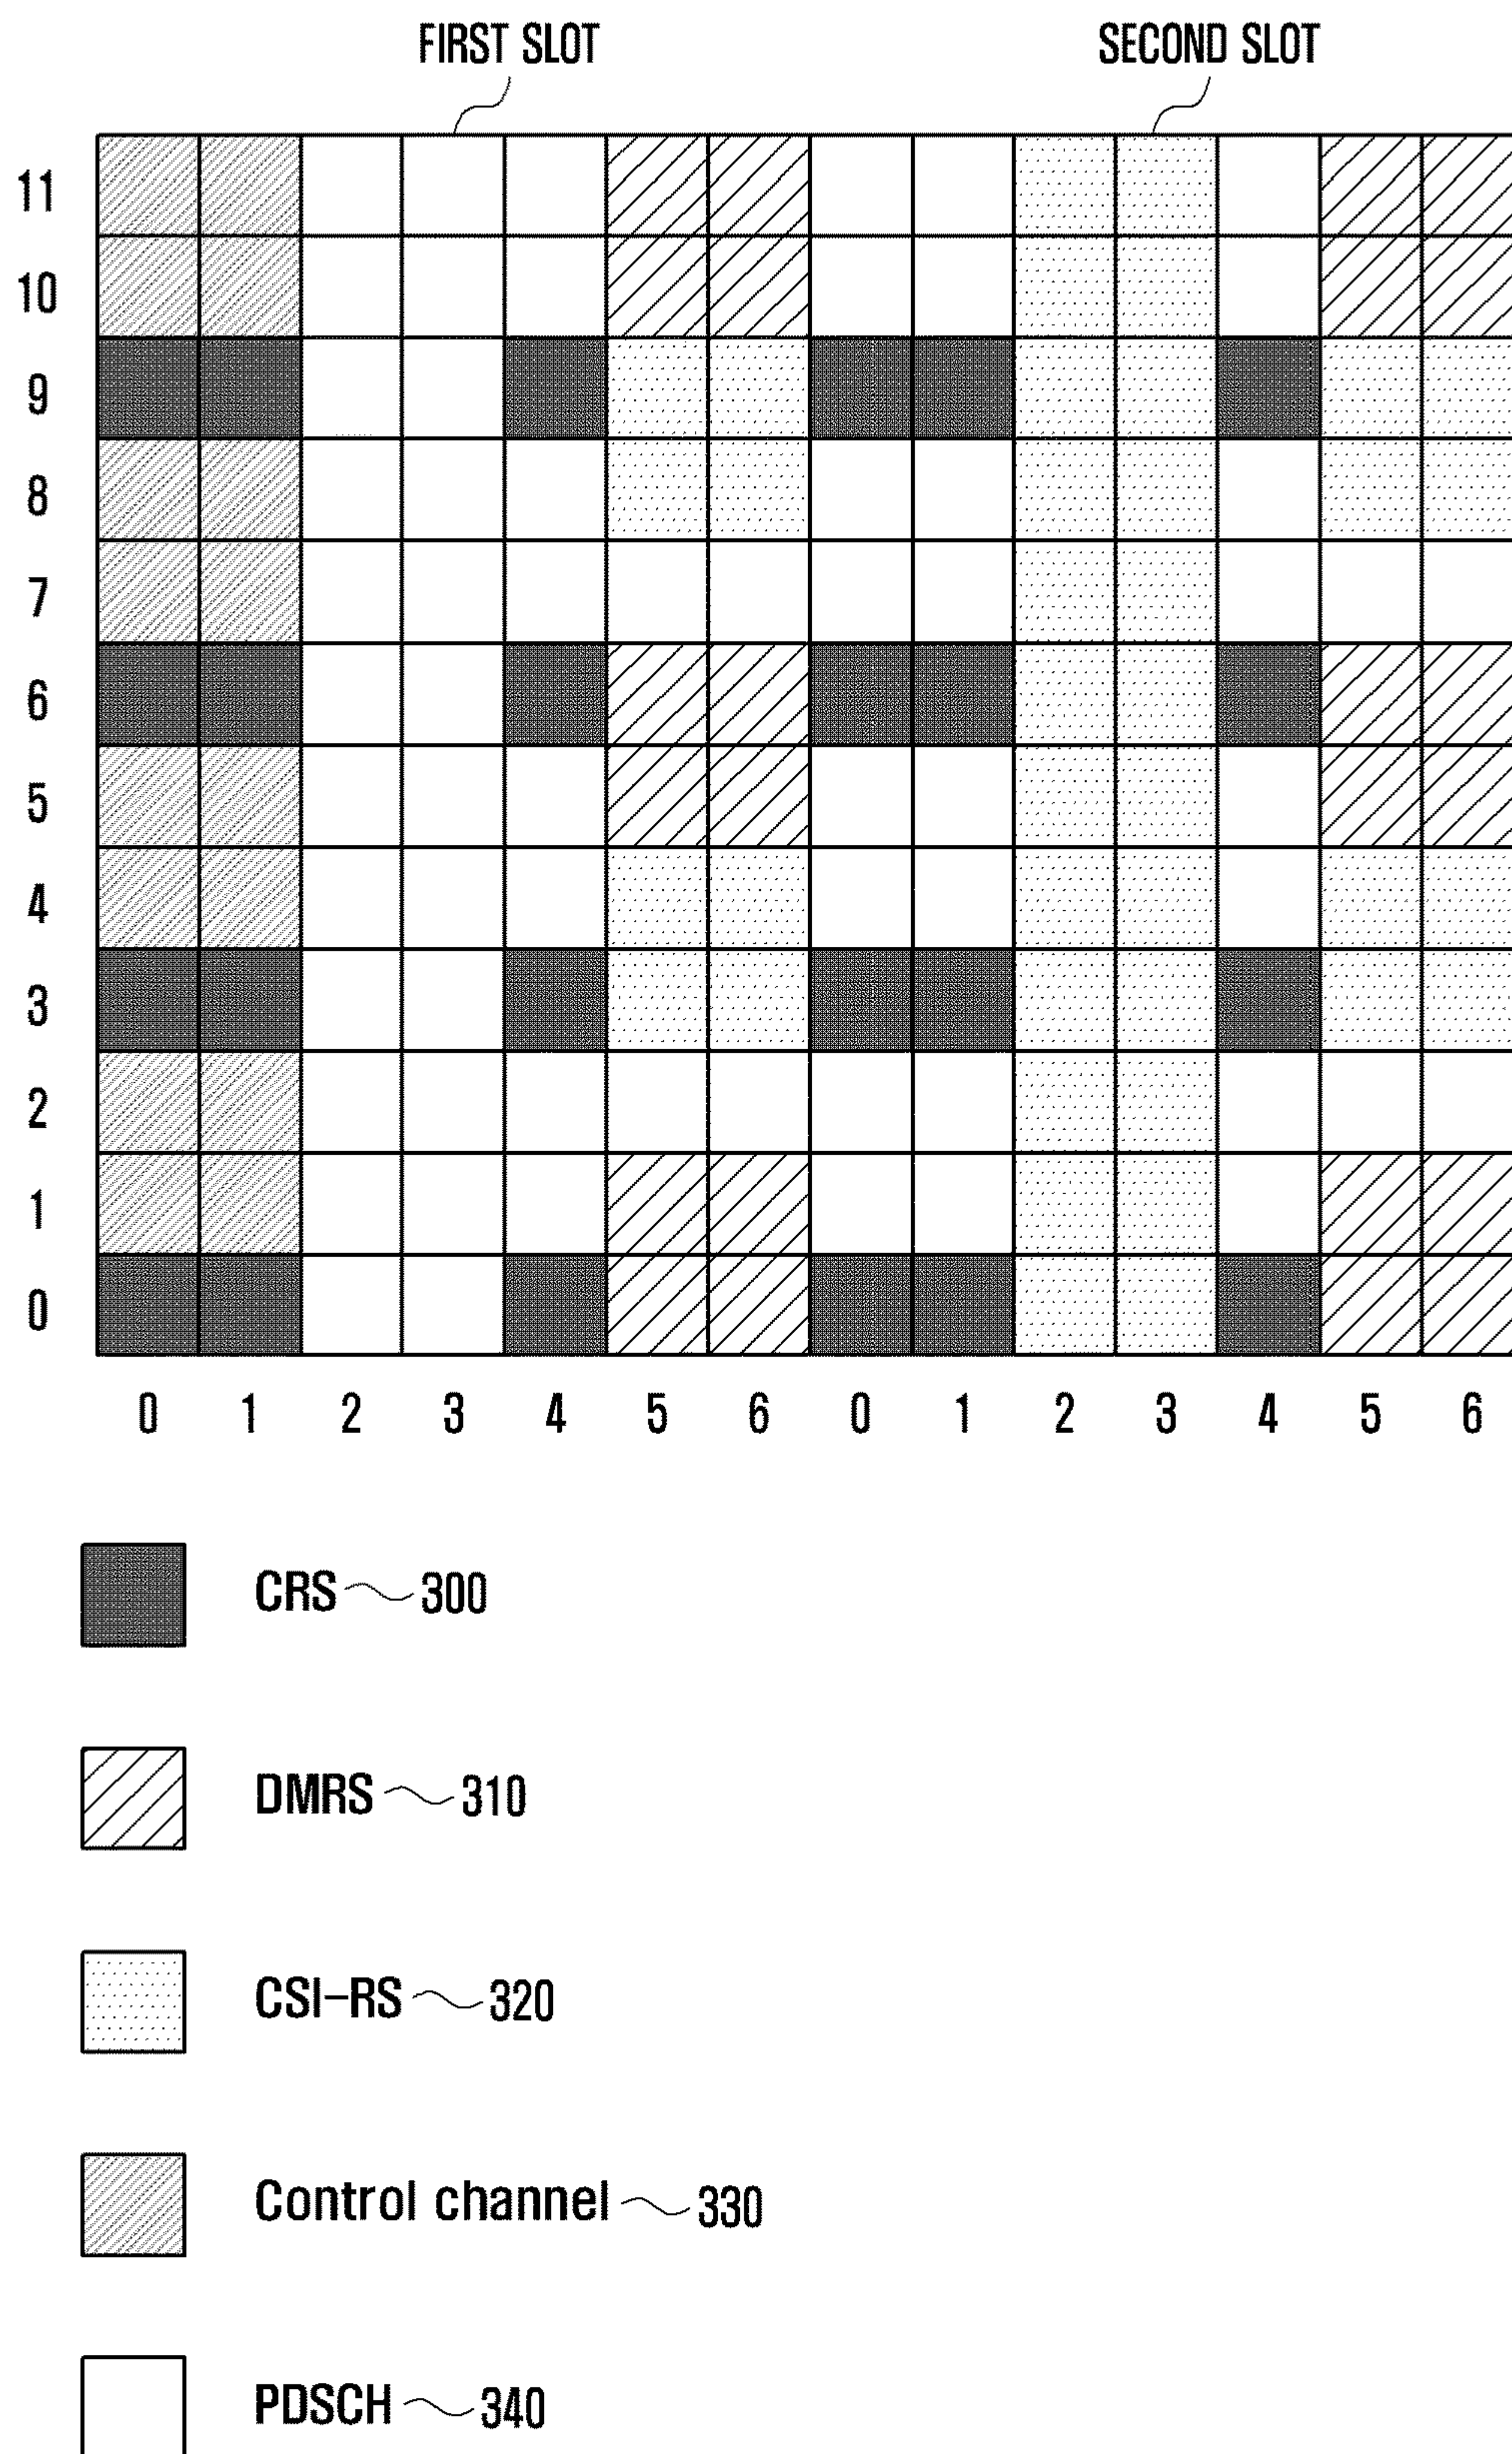 FIRST SLOT SECOND SLOT
11
10
9
8
7
6
5
4
3
2
1
0
0 1 2 3 4 5 6 0 1 2 3 4 5 6
CRS 300
DMRS 310
CSI-RS 320
Control channel 330
PDSCH 340